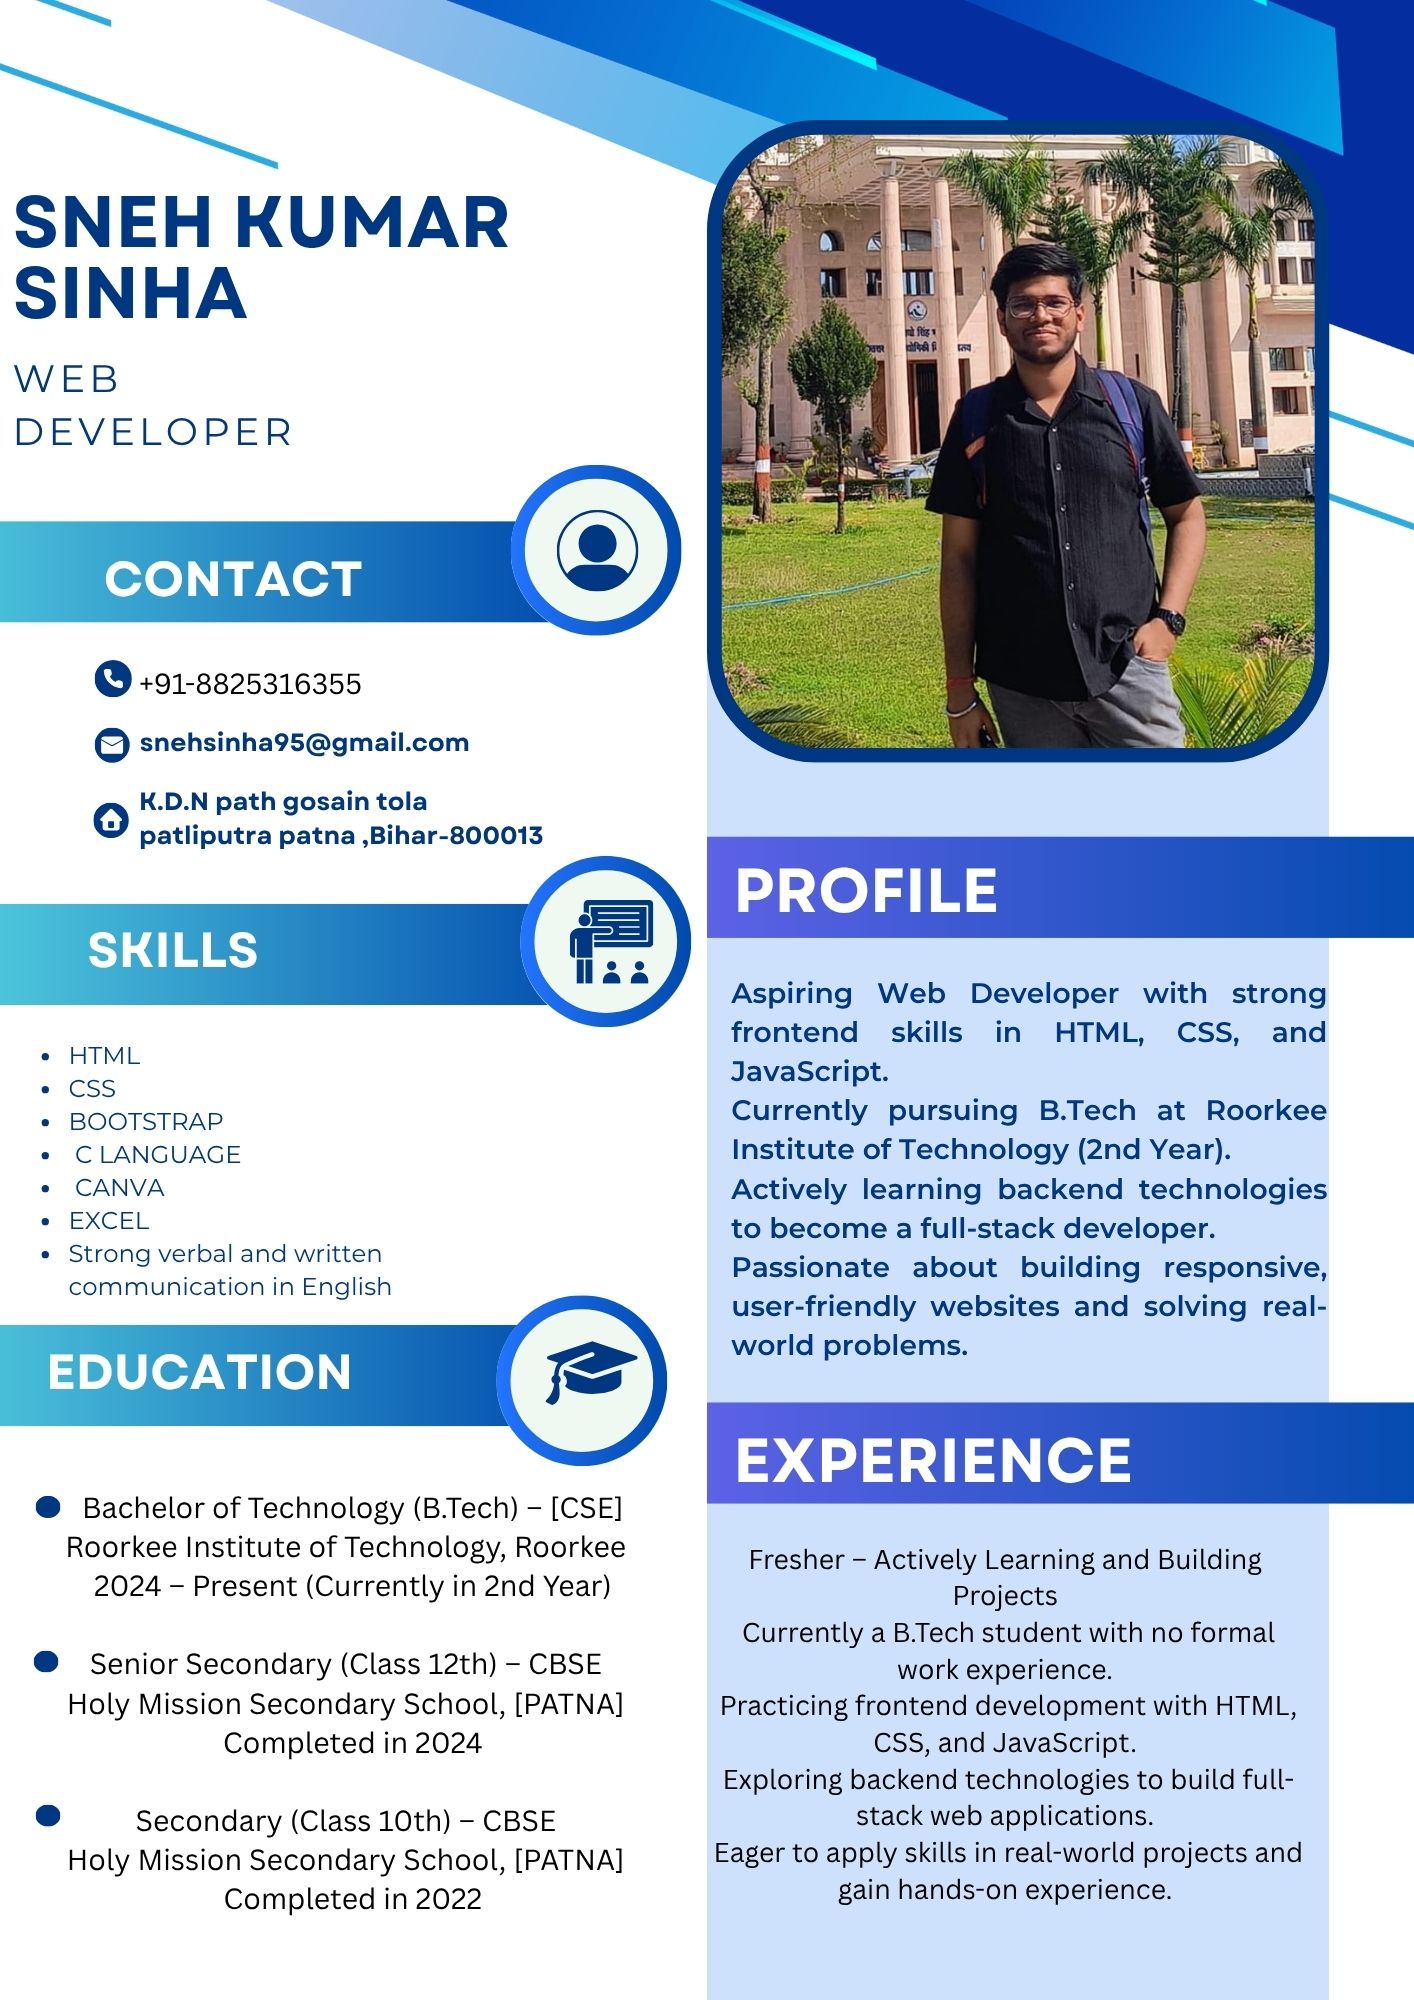 SNEH KUMAR
SINHA
WEB
DEVELOPER
CONTACT
+91-8825316355
snehsinha95@gmail.com
K.D.N path gosain tola
patliputra patna ,Bihar-800013
SKILLS
• HTML
• CSS
• BOOTSTRAP
• C LANGUAGE
• CANVA
• EXCEL
• Strong verbal and written
communication in English
EDUCATION
Bachelor of Technology (B.Tech) – [CSE]
Roorkee Institute of Technology, Roorkee
2024 – Present (Currently in 2nd Year)
Senior Secondary (Class 12th) – CBSE
Holy Mission Secondary School, [PATNA]
Completed in 2024
Secondary (Class 10th) – CBSE
Holy Mission Secondary School, [PATNA]
Completed in 2022
PROFILE
Aspiring Web Developer with strong
frontend skills in HTML, CSS, and
JavaScript.
Currently pursuing B.Tech at Roorkee
Institute of Technology (2nd Year).
Actively learning backend technologies
to become a full-stack developer.
Passionate about building responsive,
user-friendly websites and solving real-
world problems.
EXPERIENCE
Fresher – Actively Learning and Building
Projects
Currently a B.Tech student with no formal
work experience.
Practicing frontend development with HTML,
CSS, and JavaScript.
Exploring backend technologies to build full-
stack web applications.
Eager to apply skills in real-world projects and
gain hands-on experience.